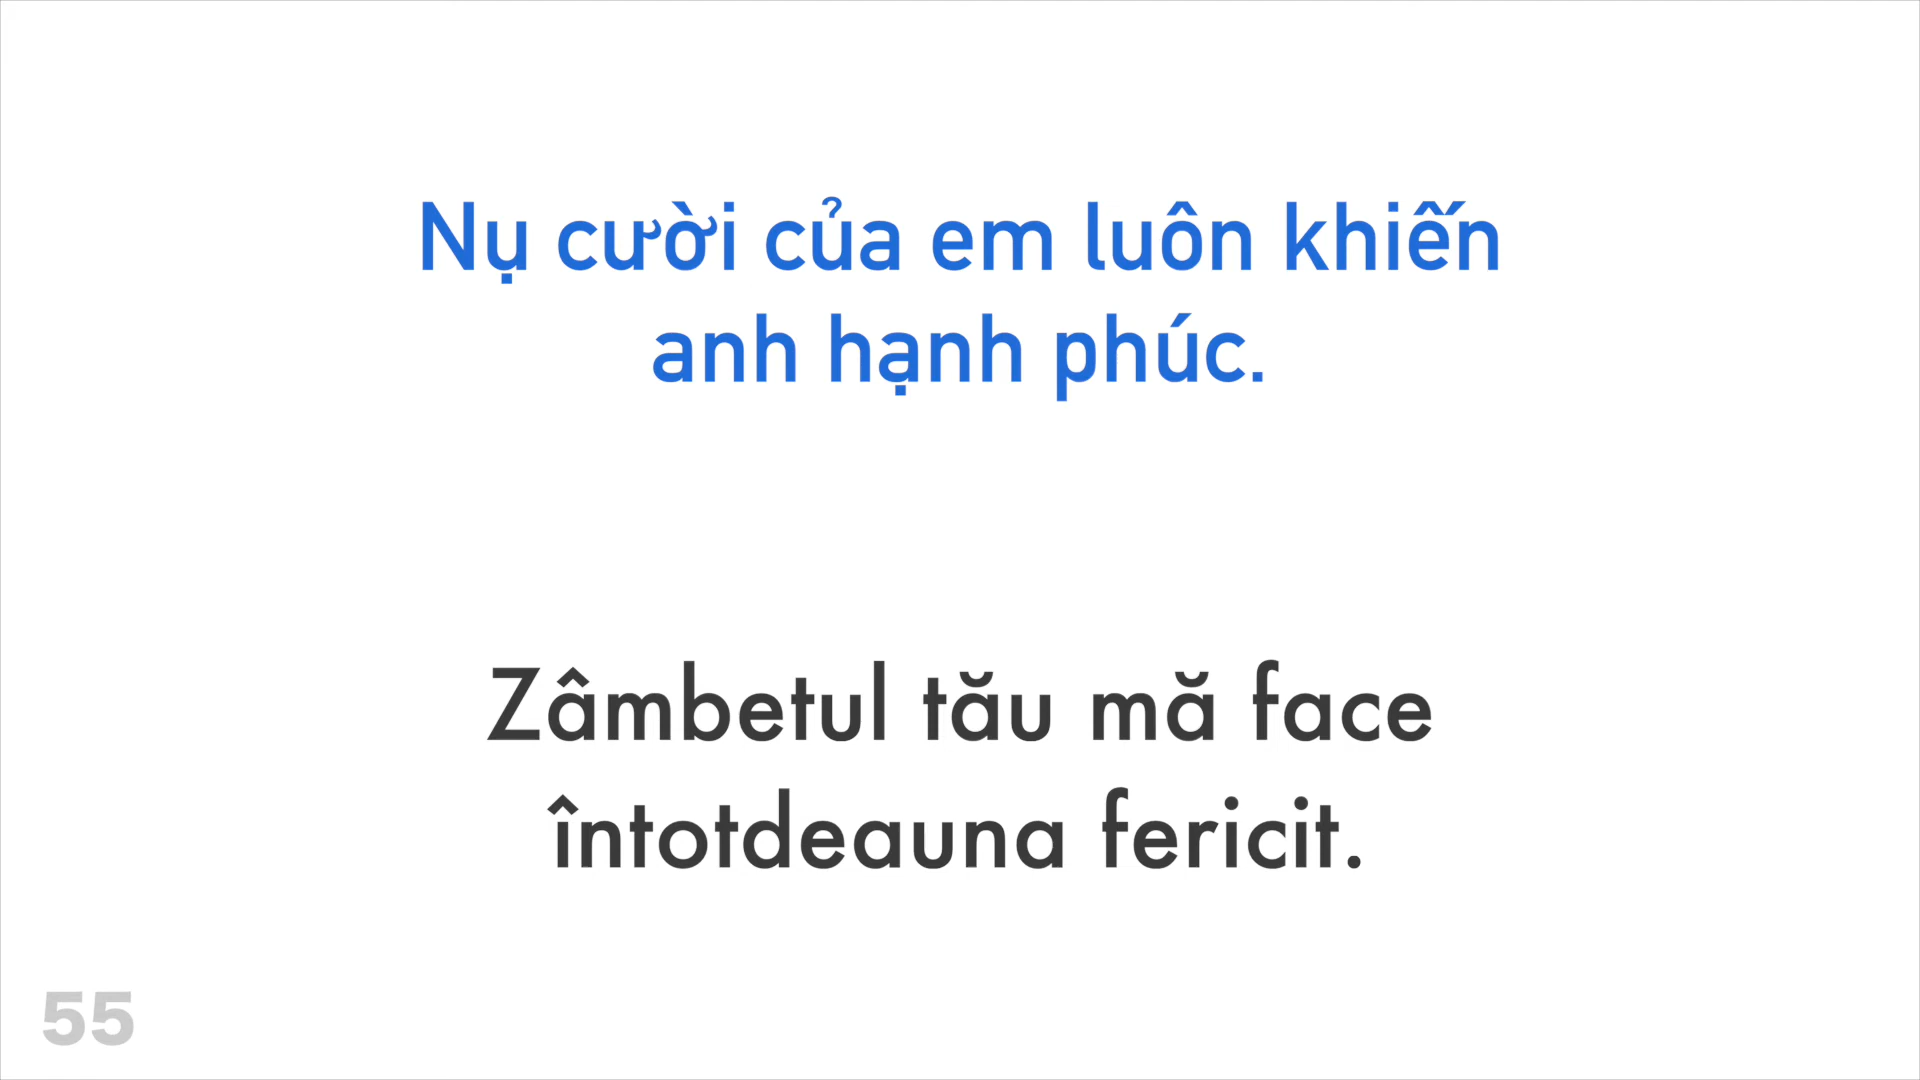 Nụ cười của em luôn khiến
anh hạnh phúc.
Zâmbetul tău mă face
întotdeauna fericit.
55